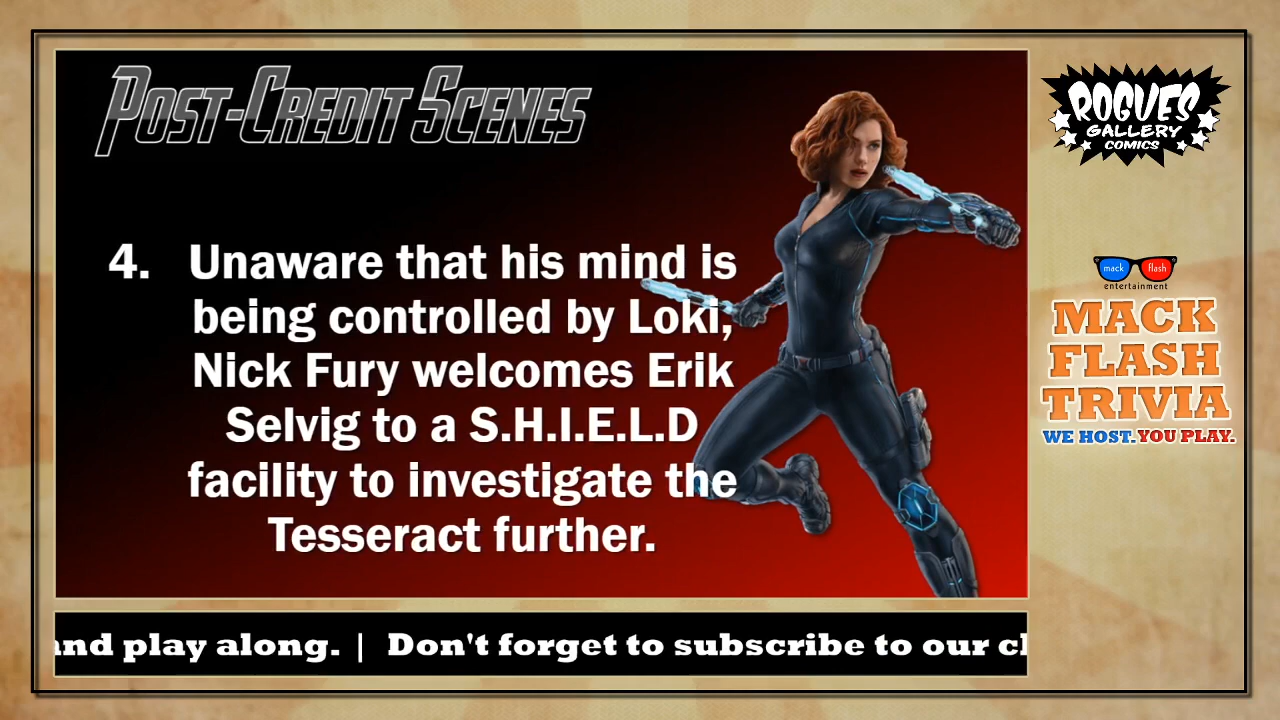 POST-CREDIT SCENES
4. Unaware that his mind is
being controlled by Loki,
Nick Fury welcomes Erik
Selvig to a S.H.I.E.L.D
facility to investigate the
Tesseract further.
ROGUES
GALLERY
COMICS
mack flash
entertainment
MACK
FLASH
TRIVIA
WE HOST. YOU PLAY.
and play along. | Don't forget to subscribe to our cl